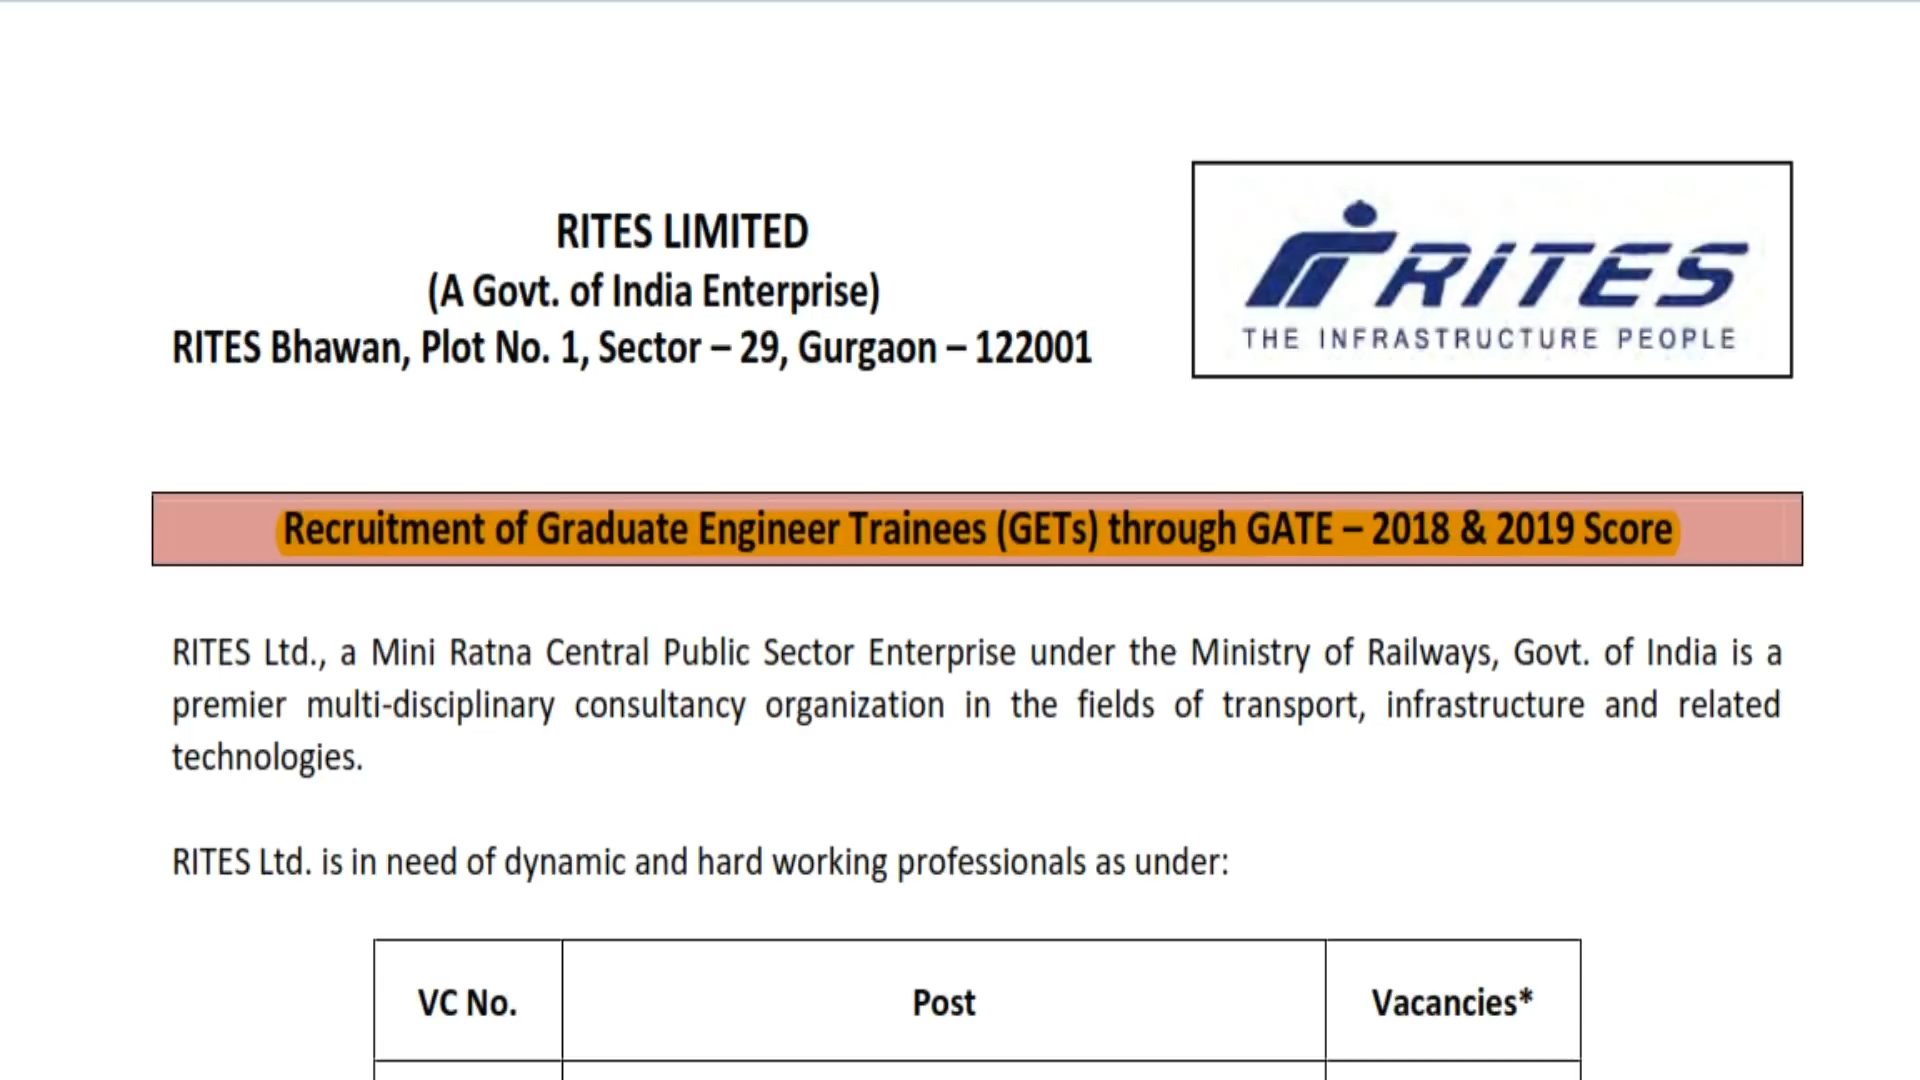 RITES LIMITED
(A Govt. of India Enterprise)
RITES Bhawan, Plot No. 1, Sector – 29, Gurgaon – 122001
RITES
THE INFRASTRUCTURE PEOPLE
Recruitment of Graduate Engineer Trainees (GETs) through GATE – 2018 & 2019 Score
RITES Ltd., a Mini Ratna Central Public Sector Enterprise under the Ministry of Railways, Govt. of India is a
premier multi-disciplinary consultancy organization in the fields of transport, infrastructure and related
technologies.
RITES Ltd. is in need of dynamic and hard working professionals as under:
VC No. Post Vacancies*